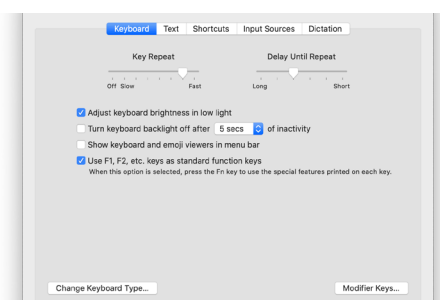 Keyboard Text Shortcuts Input Sources Dictation
Key Repeat Delay Until Repeat
Off Slow Fast Long Short
Adjust keyboard brightness in low light
Turn keyboard backlight off after 5 secs of inactivity
Show keyboard and emoji viewers in menu bar
Use F1, F2, etc. keys as standard function keys
When this option is selected, press the Fn key to use the special features printed on each key.
Change Keyboard Type... Modifier Keys...